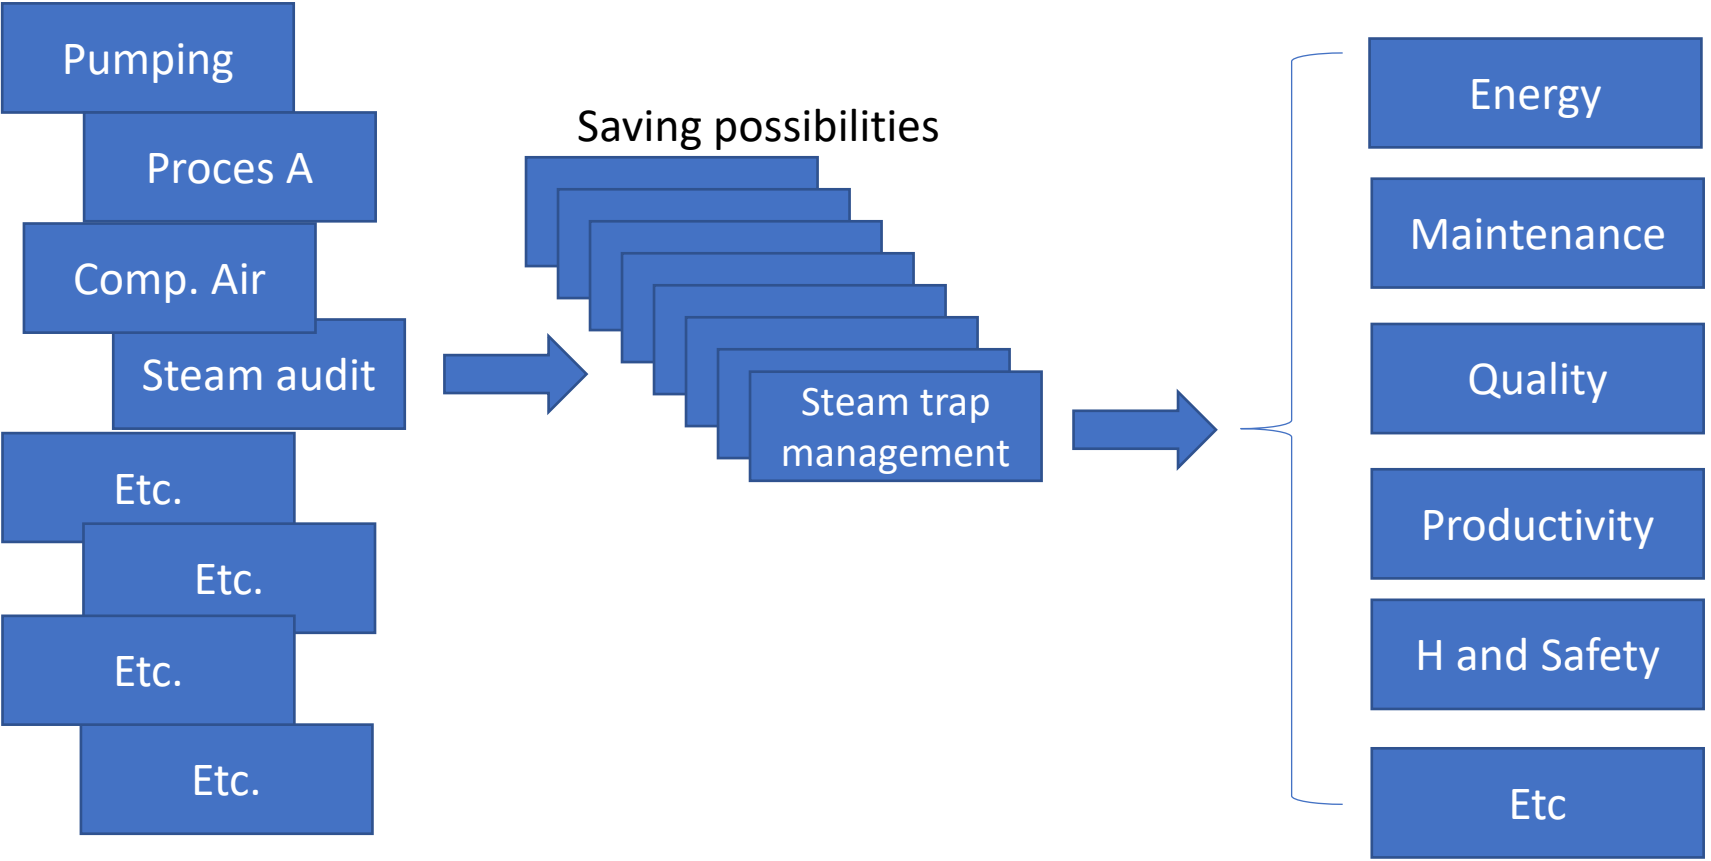 Pumping
Proces A
Comp. Air
Steam audit
Etc.
Etc.
Etc.
Etc.
Saving possibilities
Steam trap
management
Energy
Maintenance
Quality
Productivity
H and Safety
Etc